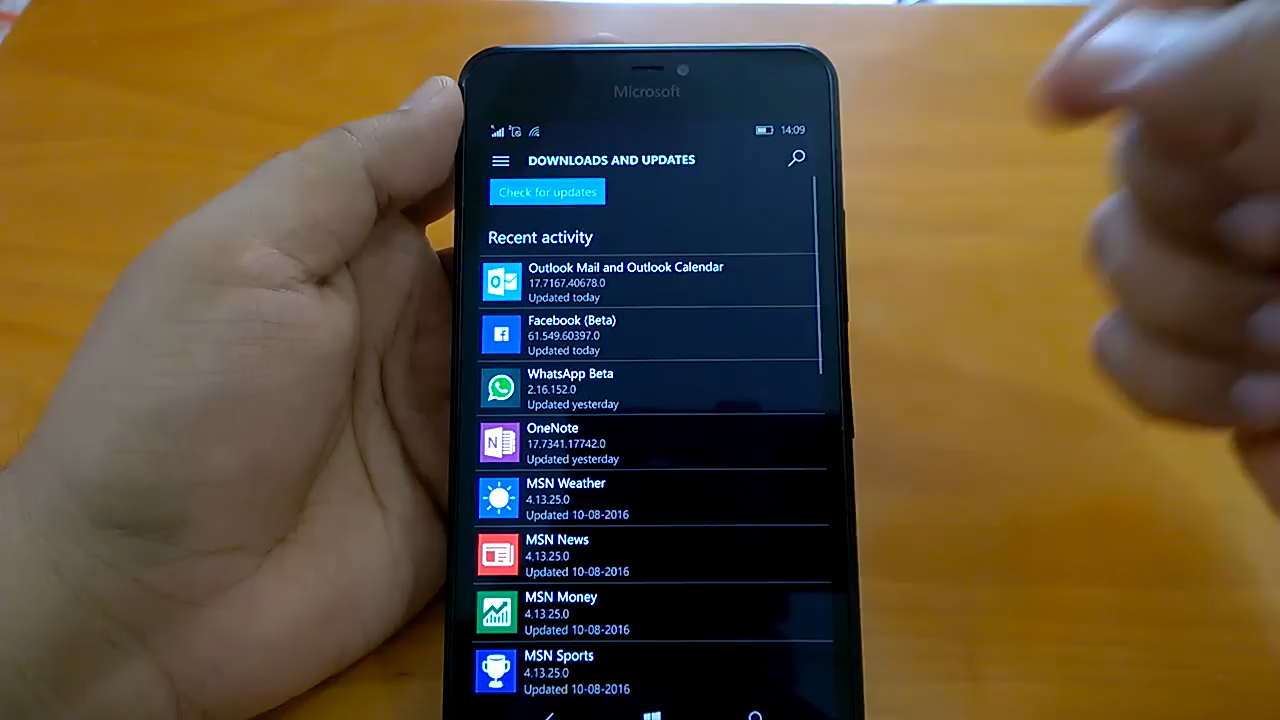 Microsoft
14:09
DOWNLOADS AND UPDATES
Check for updates
Recent activity
Outlook Mail and Outlook Calendar
17.7167.40678.0
Updated today
Facebook (Beta)
61.549.60397.0
Updated today
WhatsApp Beta
2.16.152.0
Updated yesterday
OneNote
17.7341.17742.0
Updated yesterday
MSN Weather
4.13.25.0
Updated 10-08-2016
MSN News
4.13.25.0
Updated 10-08-2016
MSN Money
4.13.25.0
Updated 10-08-2016
MSN Sports
4.13.25.0
Updated 10-08-2016